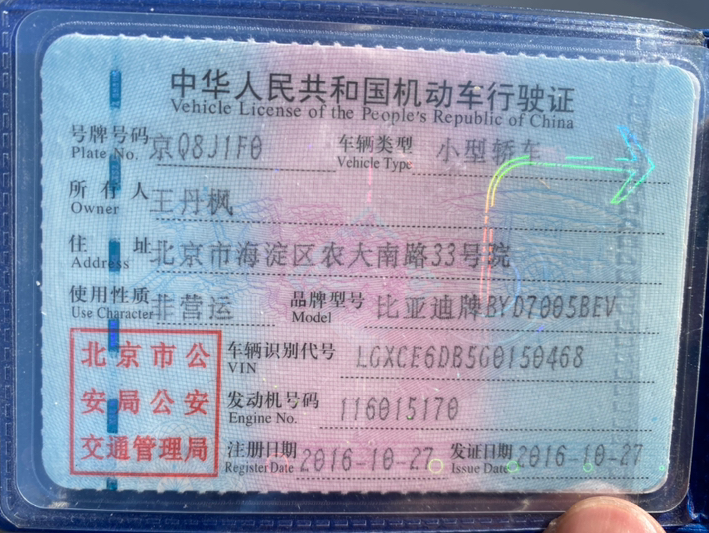 中华人民共和国机动车行驶证
Vehicle License of the People's Republic of China
号牌号码 京Q8J1F0 车辆类型 小型轿车
Plate No. Vehicle Type
所有人 王丹枫
Owner
住址 北京市海淀区农大南路33号院
Address
使用性质 非营运 品牌型号 比亚迪牌BYD7005BEV
Use Character Model
北京市公
安局公安
交通管理局
车辆识别代号 LGXCE6DB5G0150468
VIN
发动机号码 116015170
Engine No.
注册日期 2016-10-27 发证日期 2016-10-27
Register Date Issue Date